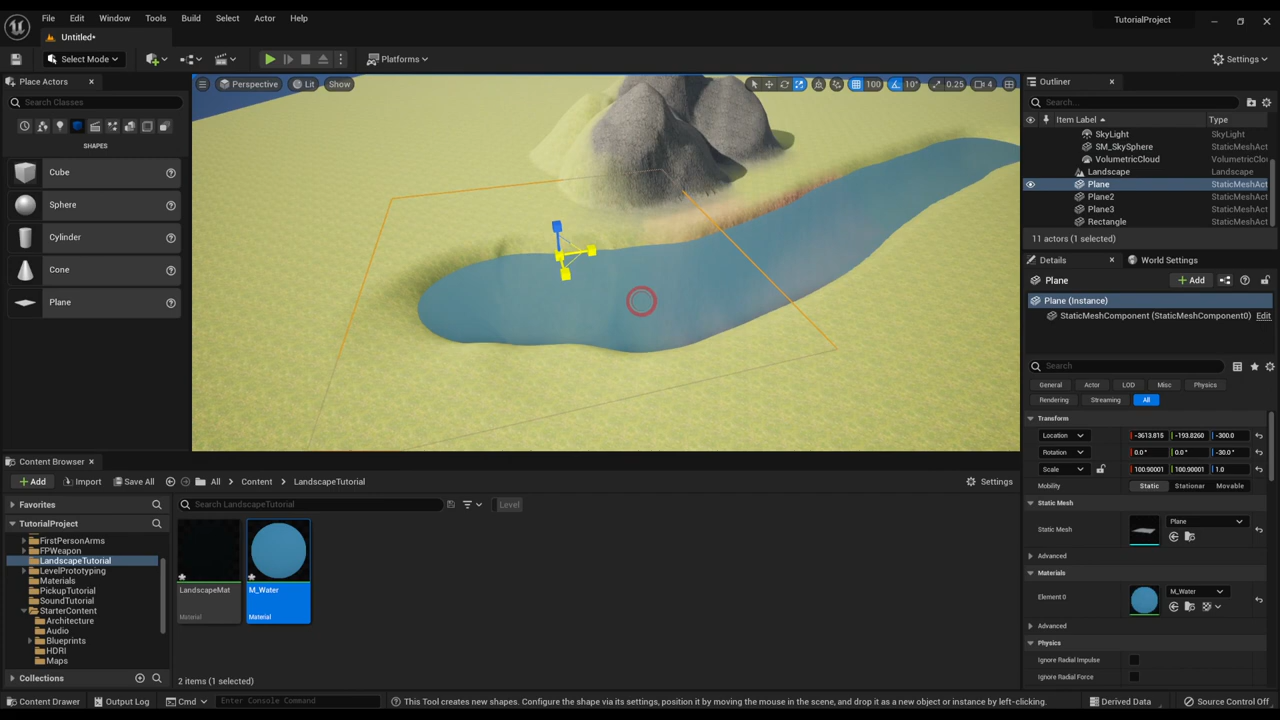 File Edit Window Tools Build Select Actor Help
TutorialProject
Untitled*
Select Mode
Platforms
Settings
Place Actors
Search Classes
SHAPES
Cube
Sphere
Cylinder
Cone
Plane
Perspective Lit Show
100 10° 0.25 4
Outliner
Search...
Item Label Type
SkyLight SkyLight
SM_SkySphere StaticMeshAct
VolumetricCloud VolumetricClou
Landscape Landscape
Plane StaticMeshAct
Plane2 StaticMeshAct
Plane3 StaticMeshAct
Rectangle StaticMeshAct
11 actors (1 selected)
Details World Settings
Plane Add
Plane (Instance)
StaticMeshComponent (StaticMeshComponent0) Edit
Search
General Actor LOD Misc Physics
Rendering Streaming All
Transform
Location -3613.815 -193.8260 -300.0
Rotation 0.0 ° 0.0 ° -30.0 °
Scale 100.90001 100.90001 1.0
Mobility Static Stationar Movable
Static Mesh
Static Mesh Plane
Advanced
Materials
Element 0 M_Water
Advanced
Physics
Ignore Radial Impulse
Ignore Radial Force
Content Browser
Add Import Save All All Content LandscapeTutorial Settings
Favorites
Search LandscapeTutorial Level
TutorialProject
FirstPersonArms
FPWeapon
LandscapeTutorial
LevelPrototyping
Materials
PickupTutorial
SoundTutorial
StarterContent
Architecture
Audio
Blueprints
HDRI
Maps
Collections
LandscapeMat
Material
M_Water
Material
2 items (1 selected)
Content Drawer Output Log Cmd Enter Console Command This Tool creates new shapes. Configure the shape via its settings, position it by moving the mouse in the scene, and drop it as a new object or instance by left-clicking. Derived Data Source Control Off